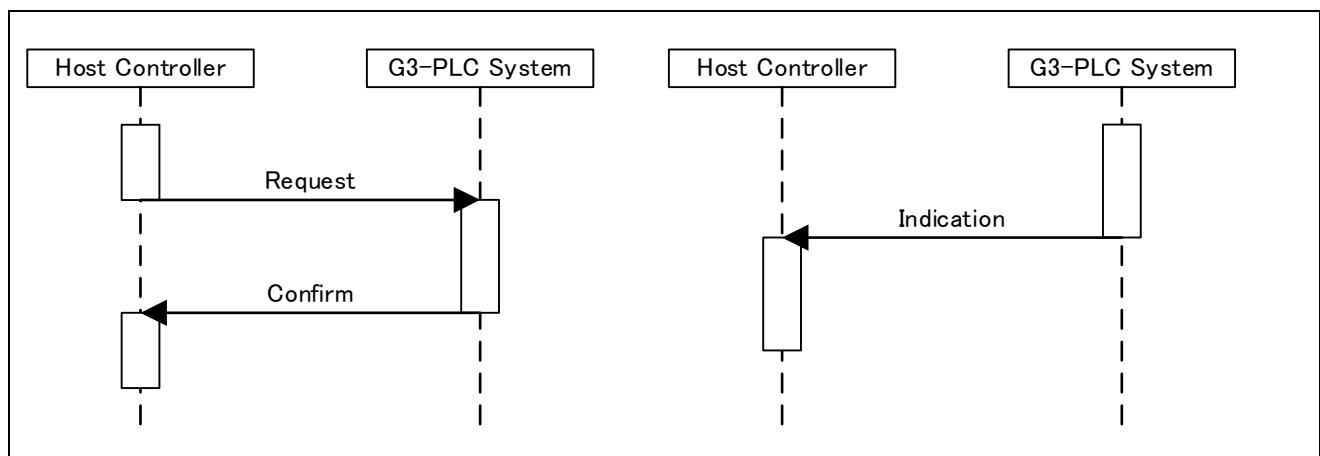 Host Controller
G3-PLC System
Host Controller
G3-PLC System
Request
Indication
Confirm